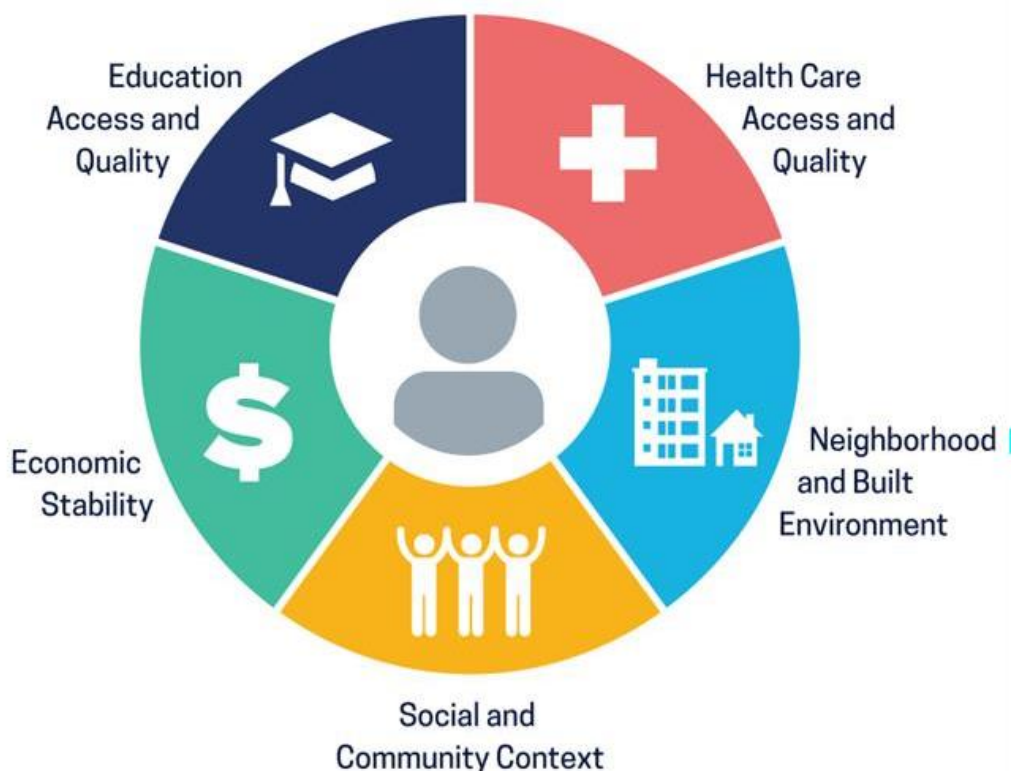 Education
Access and
Quality
Health Care
Access and
Quality
Economic
Stability
Neighborhood
and Built
Environment
Social and
Community Context